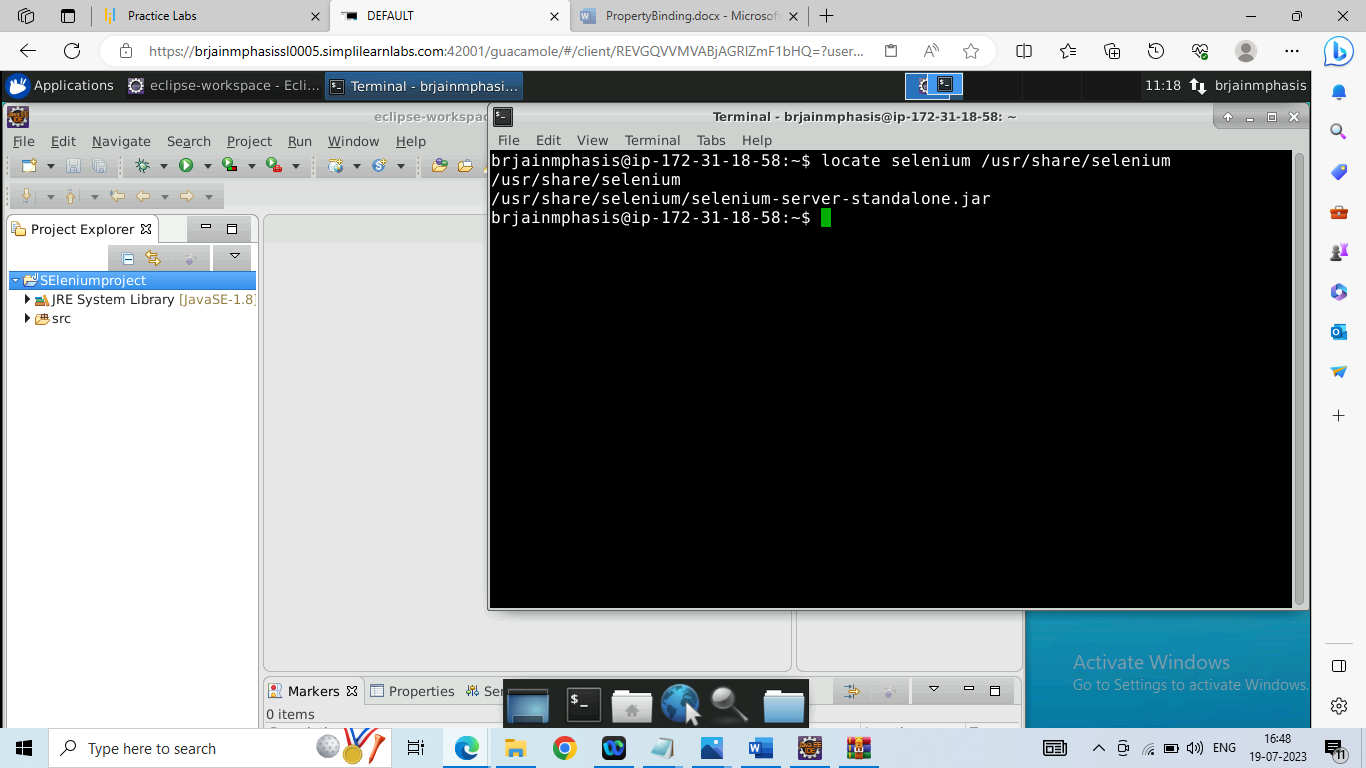 Practice Labs
DEFAULT
PropertyBinding.docx - Microsof
https://brjainmphasissl0005.simplilearnlabs.com:42001/guacamole/#/client/REVGQVVMVABjAGRlZmF1bHQ=?user...
Applications
eclipse-workspace - Ecli...
Terminal - brjainmphasi...
11:18
brjainmphasis
eclipse-workspac
Terminal - brjainmphasis@ip-172-31-18-58: ~
File Edit Navigate Search Project Run Window Help
File Edit View Terminal Tabs Help
brjainmphasis@ip-172-31-18-58:~$ locate selenium /usr/share/selenium
/usr/share/selenium
/usr/share/selenium/selenium-server-standalone.jar
brjainmphasis@ip-172-31-18-58:~$
Project Explorer
SEleniumproject
JRE System Library [JavaSE-1.8]
src
Activate Windows
Go to Settings to activate Windows.
Markers
Properties
Ser
0 items
Type here to search
ENG
16:48
19-07-2023
11